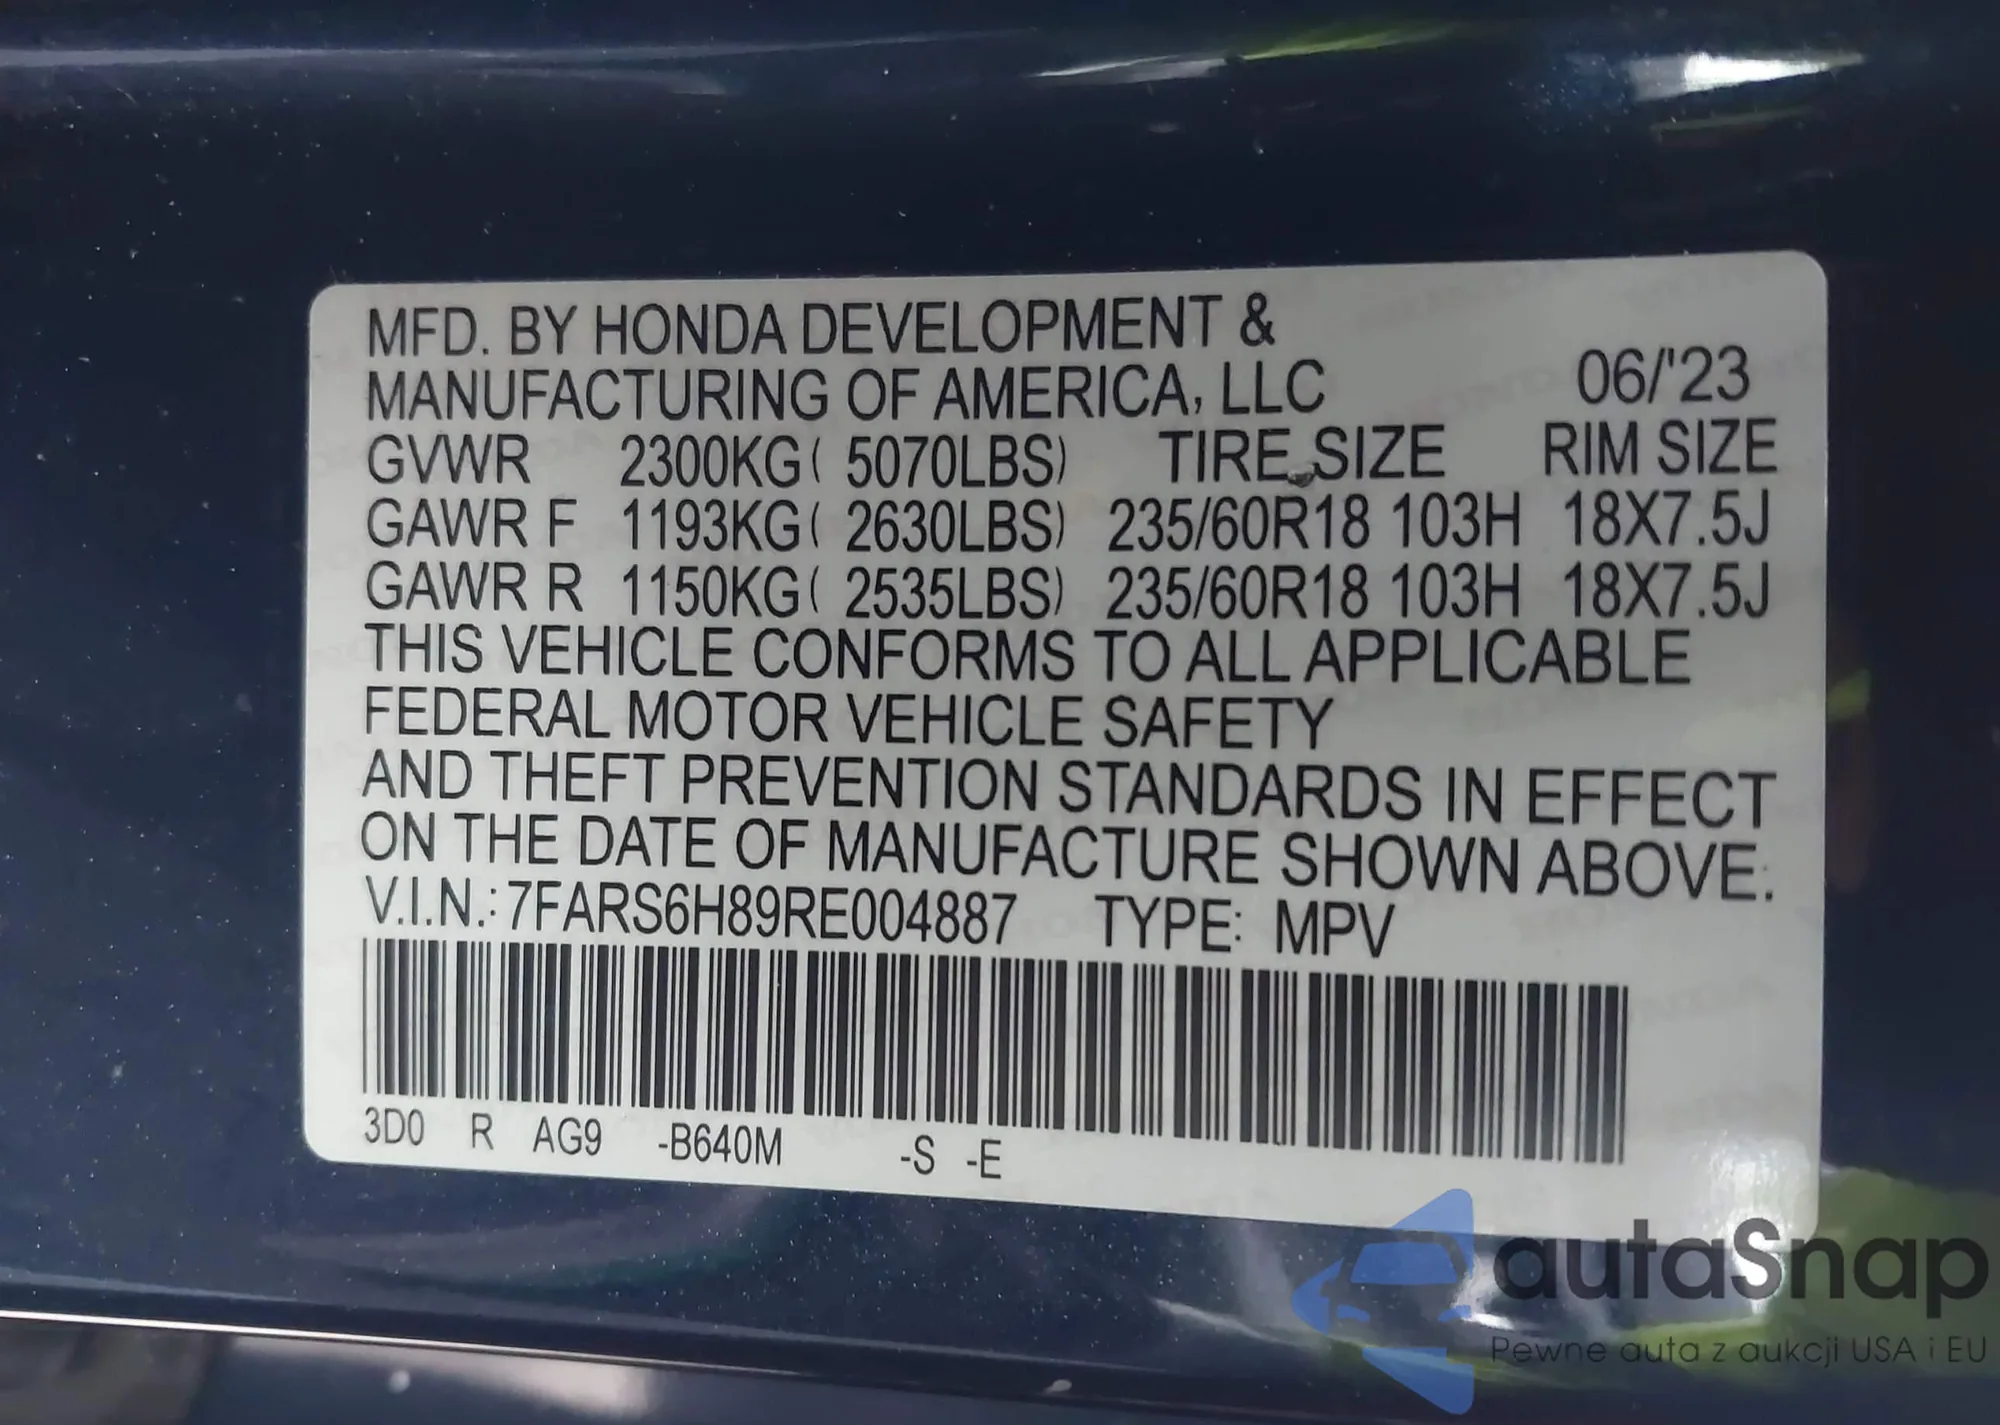 MFD. BY HONDA DEVELOPMENT &
MANUFACTURING OF AMERICA, LLC 06/'23
GVWR 2300KG( 5070LBS) TIRE SIZE RIM SIZE
GAWR F 1193KG( 2630LBS) 235/60R18 103H 18X7.5J
GAWR R 1150KG( 2535LBS) 235/60R18 103H 18X7.5J
THIS VEHICLE CONFORMS TO ALL APPLICABLE
FEDERAL MOTOR VEHICLE SAFETY
AND THEFT PREVENTION STANDARDS IN EFFECT
ON THE DATE OF MANUFACTURE SHOWN ABOVE.
V.I.N.: 7FARS6H89RE004887 TYPE: MPV
3D0 R AG9 -B640M -S -E
autaSnap
Pewne auta z aukcji USA i EU